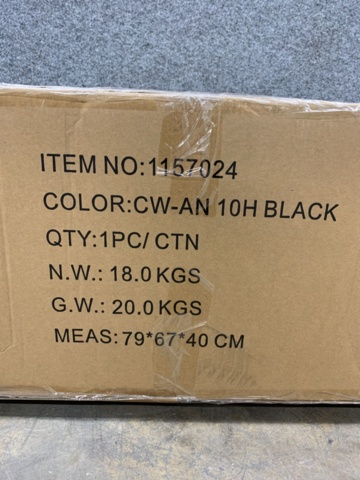 ITEM NO:1157024
COLOR:CW-AN 10H BLACK
QTY:1PC/ CTN
N.W.: 18.0 KGS
G.W.: 20.0 KGS
MEAS: 79*67*40 CM